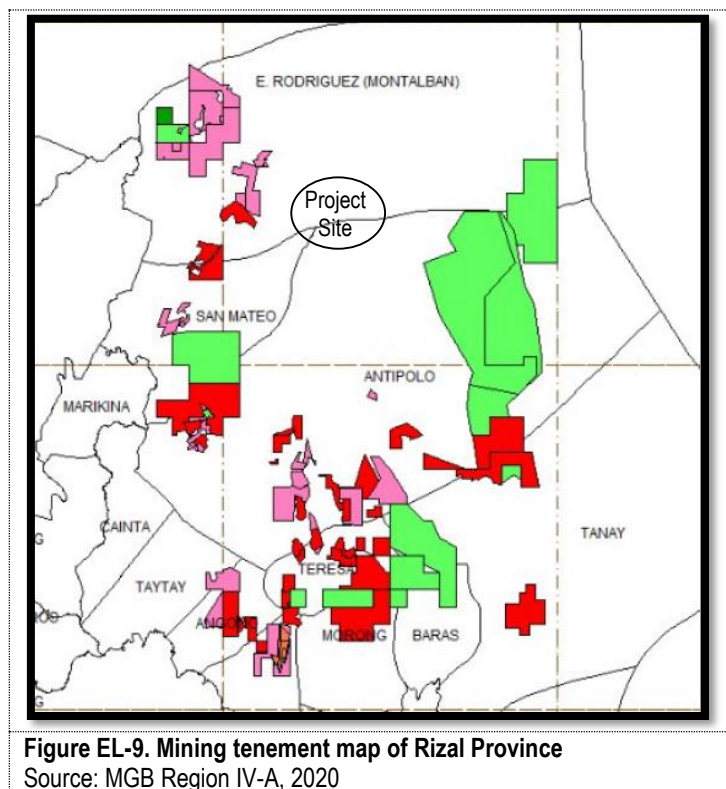 E. RODRIGUEZ (MONTALBAN)
Project
Site
SAN MATEO
ANTIPOLO
MARIKINA
CAINTA
TANAY
TERESA
TAYTAY
ANGONO
MORONG
BARAS
Figure EL-9. Mining tenement map of Rizal Province
Source: MGB Region IV-A, 2020